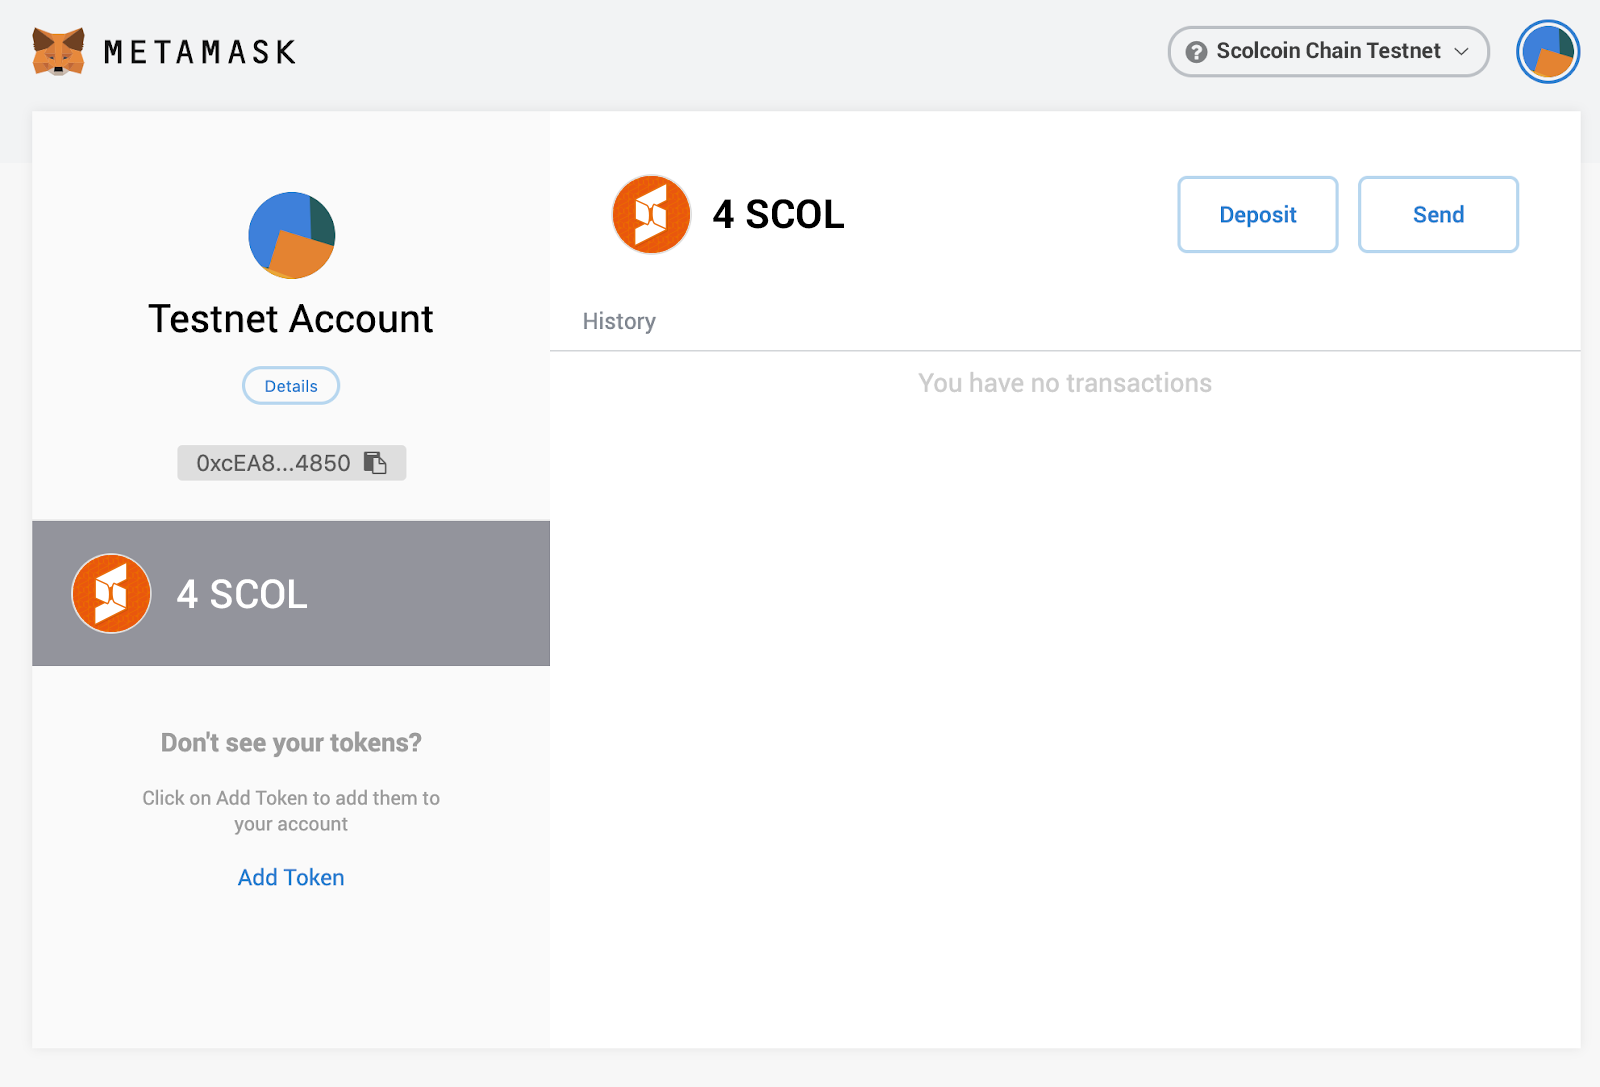 METAMASK
Scolcoin Chain Testnet
Testnet Account
Details
0xcEA8...4850
4 SCOL
Don't see your tokens?
Click on Add Token to add them to
your account
Add Token
4 SCOL
Deposit
Send
History
You have no transactions